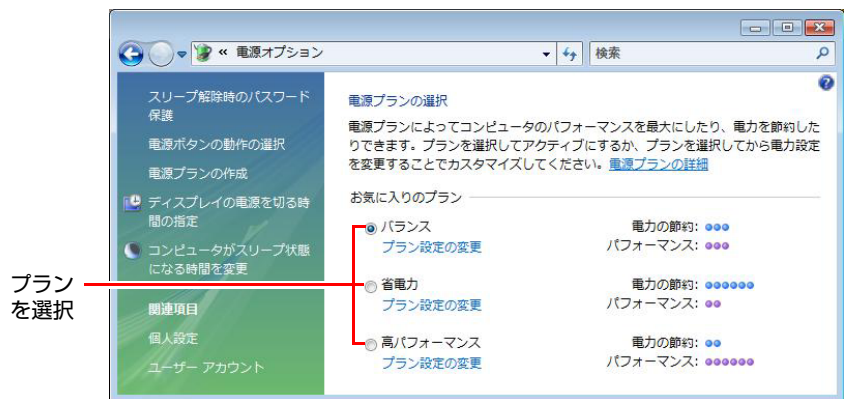 « 電源オプション
検索
スリープ解除時のパスワード
保護
電源ボタンの動作の選択
電源プランの作成
ディスプレイの電源を切る時
間の指定
コンピュータがスリープ状態
になる時間を変更
関連項目
個人設定
ユーザー アカウント
電源プランの選択
電源プランによってコンピュータのパフォーマンスを最大にしたり、電力を節約した
りできます。プランを選択してアクティブにするか、プランを選択してから電力設定
を変更することでカスタマイズしてください。電源プランの詳細
お気に入りのプラン
バランス 電力の節約:
プラン設定の変更 パフォーマンス:
省電力 電力の節約:
プラン設定の変更 パフォーマンス:
高パフォーマンス 電力の節約:
プラン設定の変更 パフォーマンス:
プラン
を選択